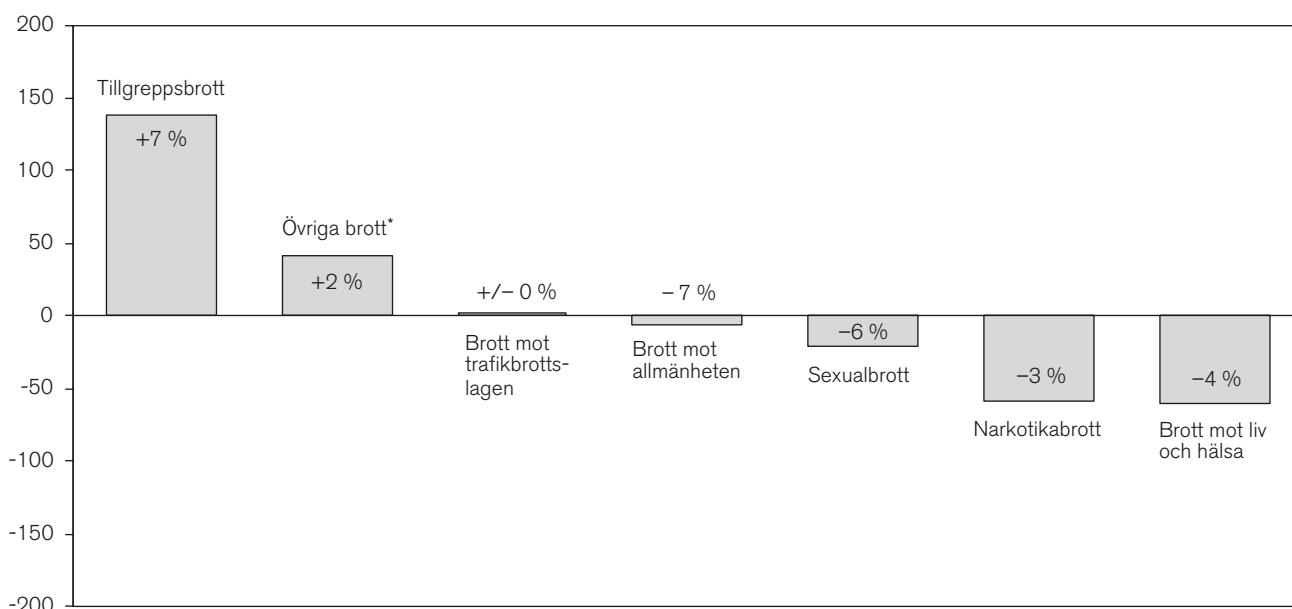 200
150
100
50
0
-50
-100
-150
-200
Tillgreppsbrott
+7 %
Övriga brott*
+2 %
+/– 0 %
Brott mot
trafikbrotts-
lagen
– 7 %
Brott mot
allmänheten
–6 %
Sexualbrott
–3 %
Narkotikabrott
–4 %
Brott mot liv
och hälsa